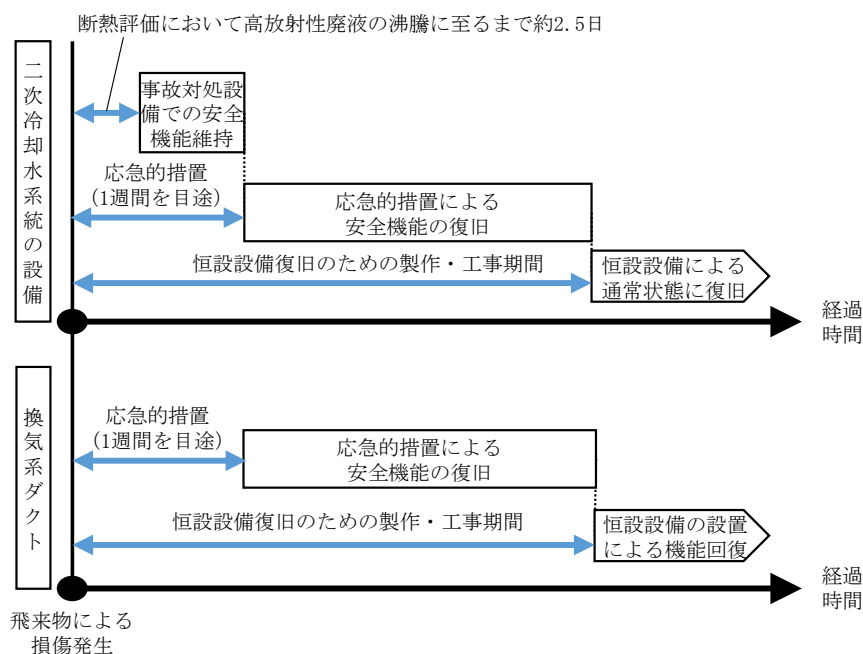 断熱評価において高放射性廃液の沸騰に至るまで約2.5日
二次冷却水系統の設備
事故対処設
備での安全
機能維持
応急的措置
(1週間を目途)
応急的措置による
安全機能の復旧
恒設設備復旧のための製作・工事期間
恒設設備による
通常状態に復旧
経過
時間
換気系ダクト
応急的措置
(1週間を目途)
応急的措置による
安全機能の復旧
恒設設備復旧のための製作・工事期間
恒設設備の設置
による機能回復
経過
時間
飛来物による
損傷発生